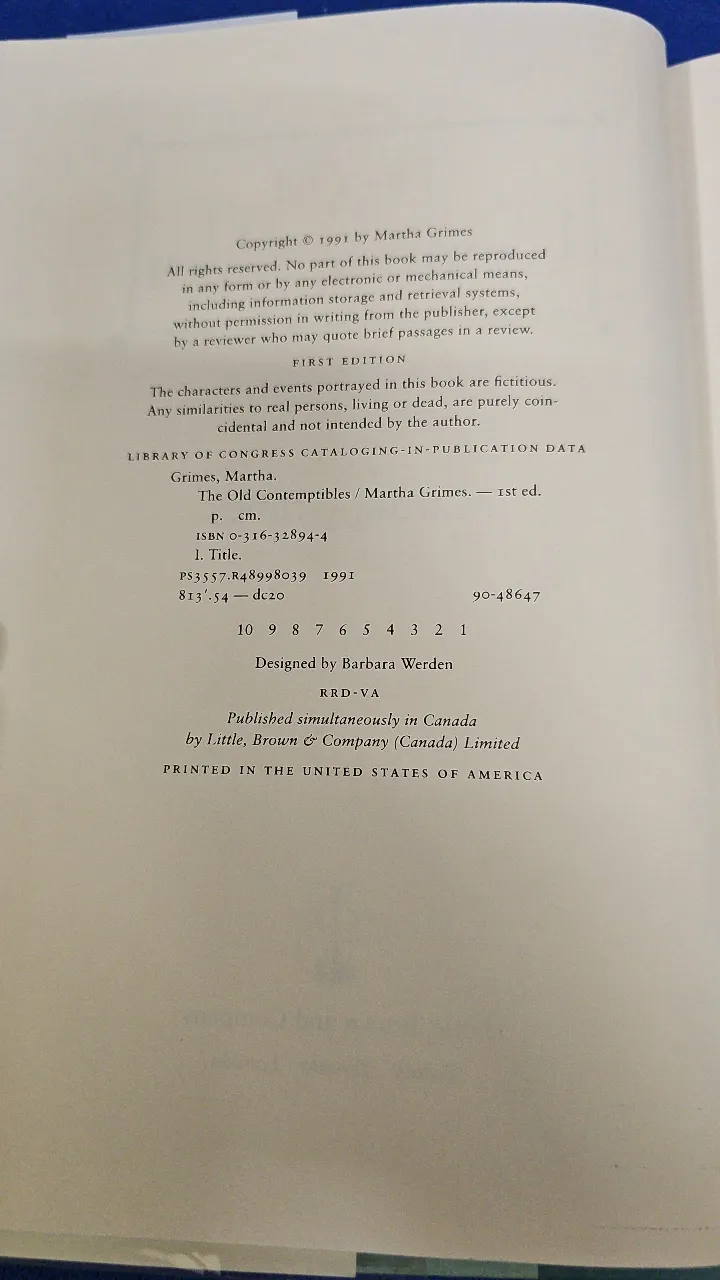 Copyright © 1991 by Martha Grimes
All rights reserved. No part of this book may be reproduced
in any form or by any electronic or mechanical means,
including information storage and retrieval systems,
without permission in writing from the publisher, except
by a reviewer who may quote brief passages in a review.
FIRST EDITION
The characters and events portrayed in this book are fictitious.
Any similarities to real persons, living or dead, are purely coin-
cidental and not intended by the author.
LIBRARY OF CONGRESS CATALOGING-IN-PUBLICATION DATA
Grimes, Martha.
The Old Contemptibles / Martha Grimes. — 1st ed.
p. cm.
ISBN 0-316-32894-4
I. Title.
PS3557.R48998O39 1991
813'.54 — dc20 90-48647
10 9 8 7 6 5 4 3 2 1
Designed by Barbara Werden
RRD-VA
Published simultaneously in Canada
by Little, Brown & Company (Canada) Limited
PRINTED IN THE UNITED STATES OF AMERICA